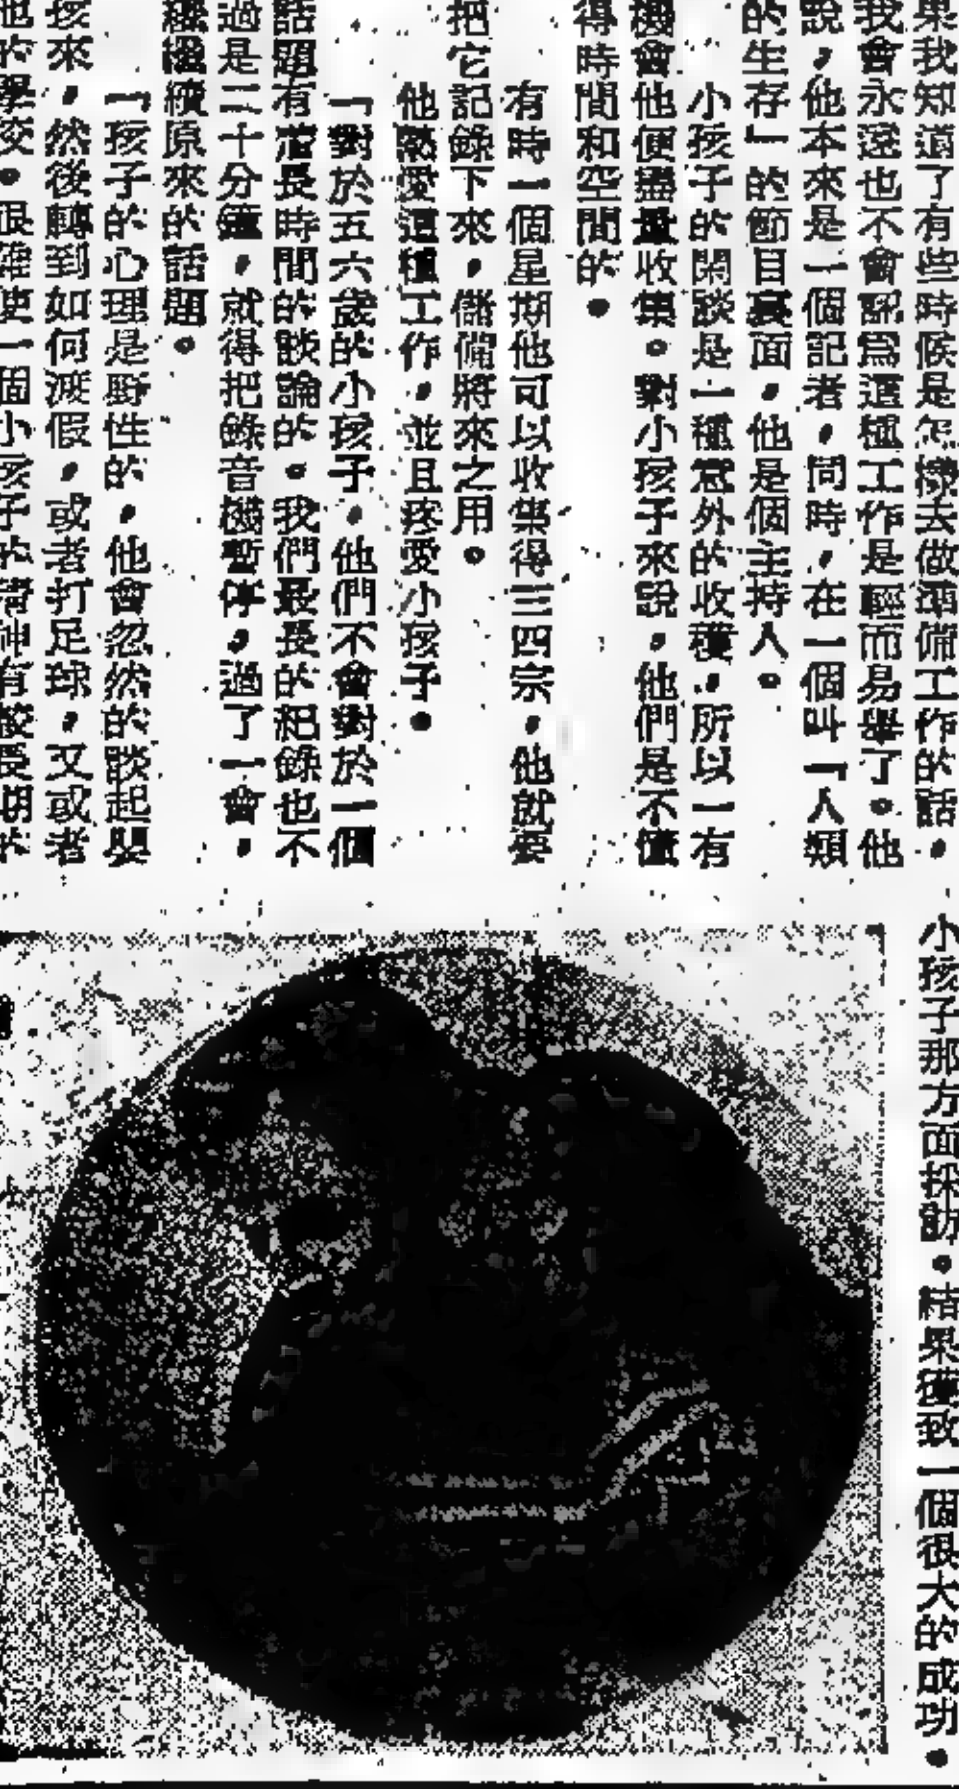 果我知道了有些時候是怎樣去做準備工作的話，
我會永遠也不會認爲這種工作是輕而易舉了。他
說，他本來是一個記者，同時，在一個叫「人類
的生存」的節目裏面，他是個主持人。
小孩子的閑談是一種意外的收穫，所以一有
機會他便盡量收集。對小孩子來說，他們是不懂
得時間和空間的。
有時一個星期他可以收集得三四宗，他就要
把它記錄下來，儲備將來之用。
他熱愛這種工作，並且疼愛小孩子。
「對於五六歲的小孩子，他們不會對於一個
話題有着長時間的談論的。我們最長的紀錄也不
過是二十分鐘，就得把錄音機暫停，過了一會，
繼續原來的話題。
「孩子的心理是野性的，他會忽然的談起嬰
孩來，然後轉到如何渡假，或者打足球，又或者
他的學校。很難使一個小孩子的精神有較長期的
小孩子那方面採訪。結果獲致一個很大的成功。